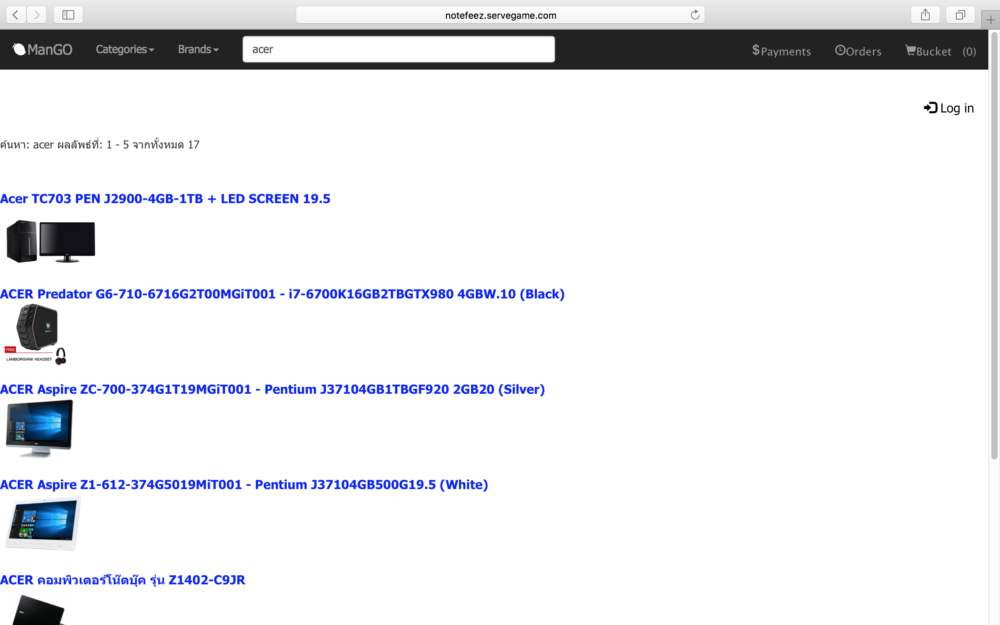 notefeez.servegame.com
ManGO Categories Brands acer $Payments Orders Bucket (0)
Log in
ค้นหา: acer ผลลัพธ์ที่: 1 - 5 จากทั้งหมด 17
Acer TC703 PEN J2900-4GB-1TB + LED SCREEN 19.5
ACER Predator G6-710-6716G2T00MGiT001 - i7-6700K16GB2TBGTX980 4GBW.10 (Black)
FREE
LAMBORGHINI HEADSET
ACER Aspire ZC-700-374G1T19MGiT001 - Pentium J37104GB1TBGF920 2GB20 (Silver)
ACER Aspire Z1-612-374G5019MiT001 - Pentium J37104GB500G19.5 (White)
ACER คอมพิวเตอร์โน๊ตบุ๊ค รุ่น Z1402-C9JR
acer